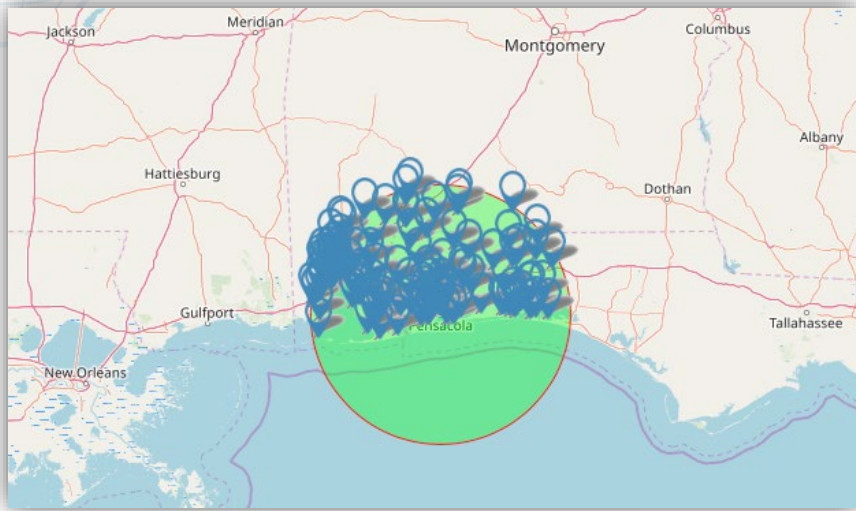 Jackson
Meridian
Columbus
Montgomery
Albany
Hattiesburg
Dothan
Gulfport
Pensacola
Tallahassee
New Orleans